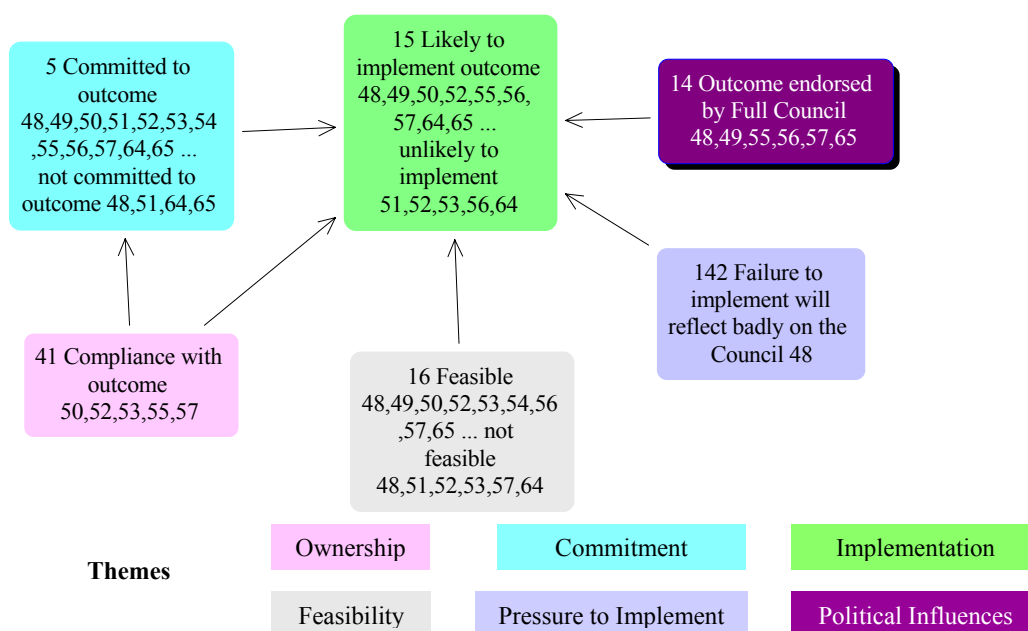 5 Committed to
outcome
48,49,50,51,52,53,54
,55,56,57,64,65 ...
not committed to
outcome 48,51,64,65
15 Likely to
implement outcome
48,49,50,52,55,56,
57,64,65 ...
unlikely to
implement
51,52,53,56,64
14 Outcome endorsed
by Full Council
48,49,55,56,57,65
142 Failure to
implement will
reflect badly on the
Council 48
41 Compliance with
outcome
50,52,53,55,57
16 Feasible
48,49,50,52,53,54,56
,57,65 ... not
feasible
48,51,52,53,57,64
Themes
Ownership
Commitment
Implementation
Feasibility
Pressure to Implement
Political Influences